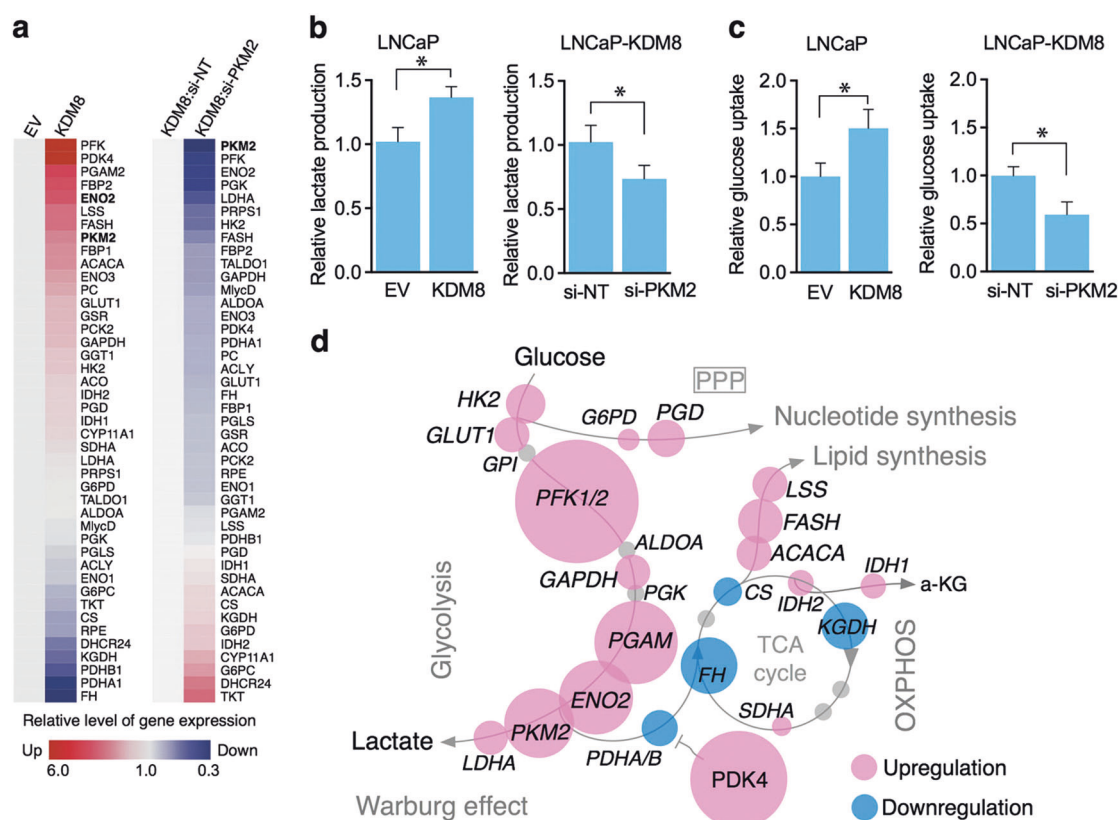 a
EV
KDM8
KDM8:si-NT
KDM8:si-PKM2
PFK
PDK4
PGAM2
FBP2
ENO2
LSS
FASH
PKM2
FBP1
ACACA
ENO3
PC
GLUT1
GSR
PCK2
GAPDH
GGT1
HK2
ACO
IDH2
PGD
IDH1
CYP11A1
SDHA
LDHA
PRPS1
G6PD
TALDO1
ALDOA
MlycD
PGK
PGLS
ACLY
ENO1
G6PC
TKT
CS
RPE
DHCR24
KGDH
PDHB1
PDHA1
FH
PKM2
PFK
ENO2
PGK
LDHA
PRPS1
HK2
FASH
FBP2
TALDO1
GAPDH
MlycD
ALDOA
ENO3
PDK4
PDHA1
PC
ACLY
GLUT1
FH
FBP1
PGLS
GSR
ACO
PCK2
RPE
ENO1
GGT1
PGAM2
LSS
PDHB1
PGD
IDH1
SDHA
ACACA
CS
KGDH
G6PD
IDH2
CYP11A1
G6PC
DHCR24
TKT
Relative level of gene expression
Up Down
6.0 1.0 0.3
b
LNCaP
Relative lactate production
1.5
1.0
0.5
0.0
*
EV KDM8
LNCaP-KDM8
Relative lactate production
1.5
1.0
0.5
0.0
*
si-NT si-PKM2
c
LNCaP
Relative glucose uptake
2.0
1.5
1.0
0.5
0.0
*
EV KDM8
LNCaP-KDM8
Relative glucose uptake
2.0
1.5
1.0
0.5
0.0
*
si-NT si-PKM2
d
Glucose
HK2
GLUT1
GPI
PFK1/2
G6PD
PGD
PPP
Nucleotide synthesis
Lipid synthesis
LSS
FASH
ACACA
ALDOA
GAPDH
PGK
PGAM
ENO2
PKM2
LDHA
Lactate
Glycolysis
Warburg effect
PDHA/B
PDK4
FH
CS
IDH2
IDH1
a-KG
KGDH
TCA
cycle
SDHA
OXPHOS
Upregulation
Downregulation